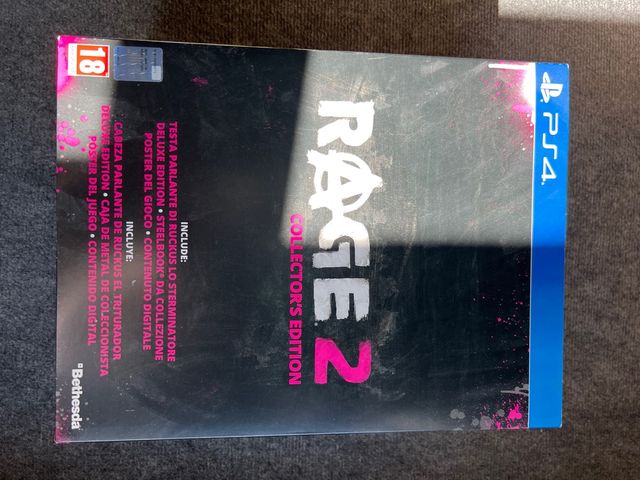 PS4
RAGE 2
COLLECTOR'S EDITION
INCLUDE:
TESTA PARLANTE DI RUCKUS LO STERMINATORE
DELUXE EDITION • STEELBOOK® DA COLLEZIONE
POSTER DEL GIOCO • CONTENUTO DIGITALE
INCLUYE:
CABEZA PARLANTE DE RUCKUS EL TRITURADOR
DELUXE EDITION • CAJA DE METAL DE COLECCIONISTA
POSTER DEL JUEGO • CONTENIDO DIGITAL
18
Bethesda